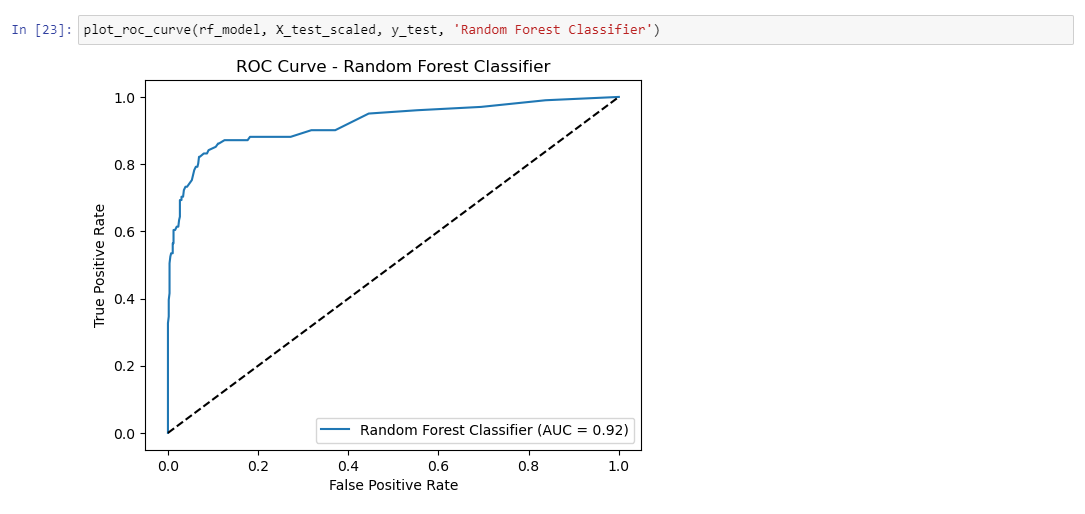 In [23]: plot_roc_curve(rf_model, X_test_scaled, y_test, 'Random Forest Classifier')
ROC Curve - Random Forest Classifier
1.0
0.8
0.6
0.4
0.2
0.0
True Positive Rate
Random Forest Classifier (AUC = 0.92)
0.0 0.2 0.4 0.6 0.8 1.0
False Positive Rate